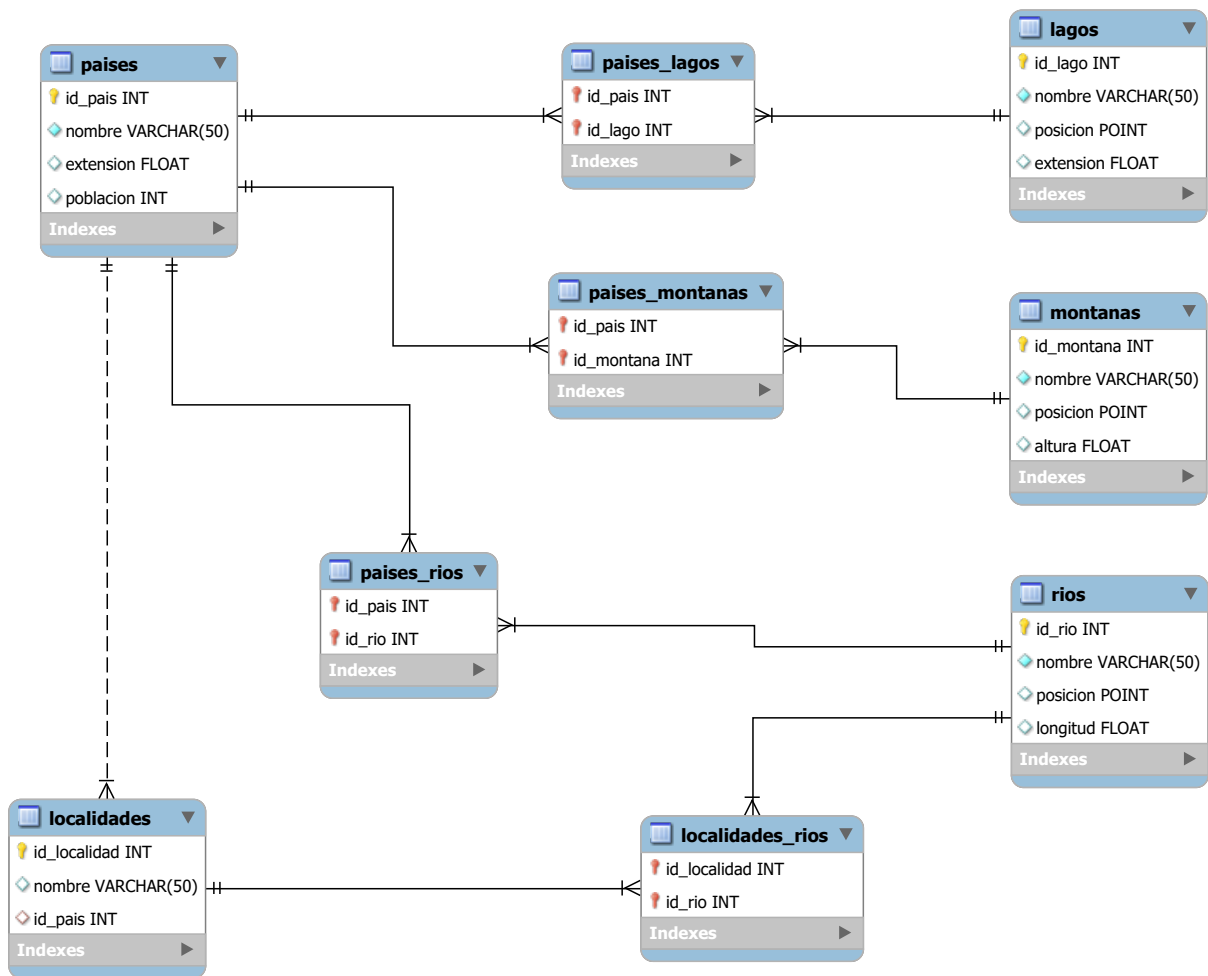 paises
id_pais INT
nombre VARCHAR(50)
extension FLOAT
población INT
Indexes
paises_lagos
id_pais INT
id_lago INT
Indexes
lagos
id_lago INT
nombre VARCHAR(50)
posicion POINT
extension FLOAT
Indexes
paises_montanas
id_pais INT
id_montana INT
Indexes
montanas
id_montana INT
nombre VARCHAR(50)
posicion POINT
altura FLOAT
Indexes
paises_rios
id_pais INT
id_rio INT
Indexes
rios
id_rio INT
nombre VARCHAR(50)
posicion POINT
longitud FLOAT
Indexes
localidades
id_localidad INT
nombre VARCHAR(50)
id_pais INT
Indexes
localidades_rios
id_localidad INT
id_rio INT
Indexes